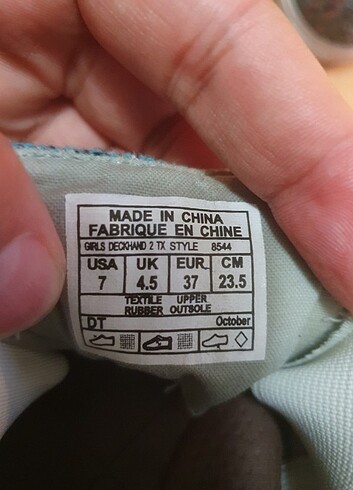 MADE IN CHINA
FABRIQUE EN CHINE
GIRLS DECKHAND 2 TX STYLE 8544
USA UK EUR CM
7 4.5 37 23.5
TEXTILE UPPER
RUBBER OUTSOLE
DT October